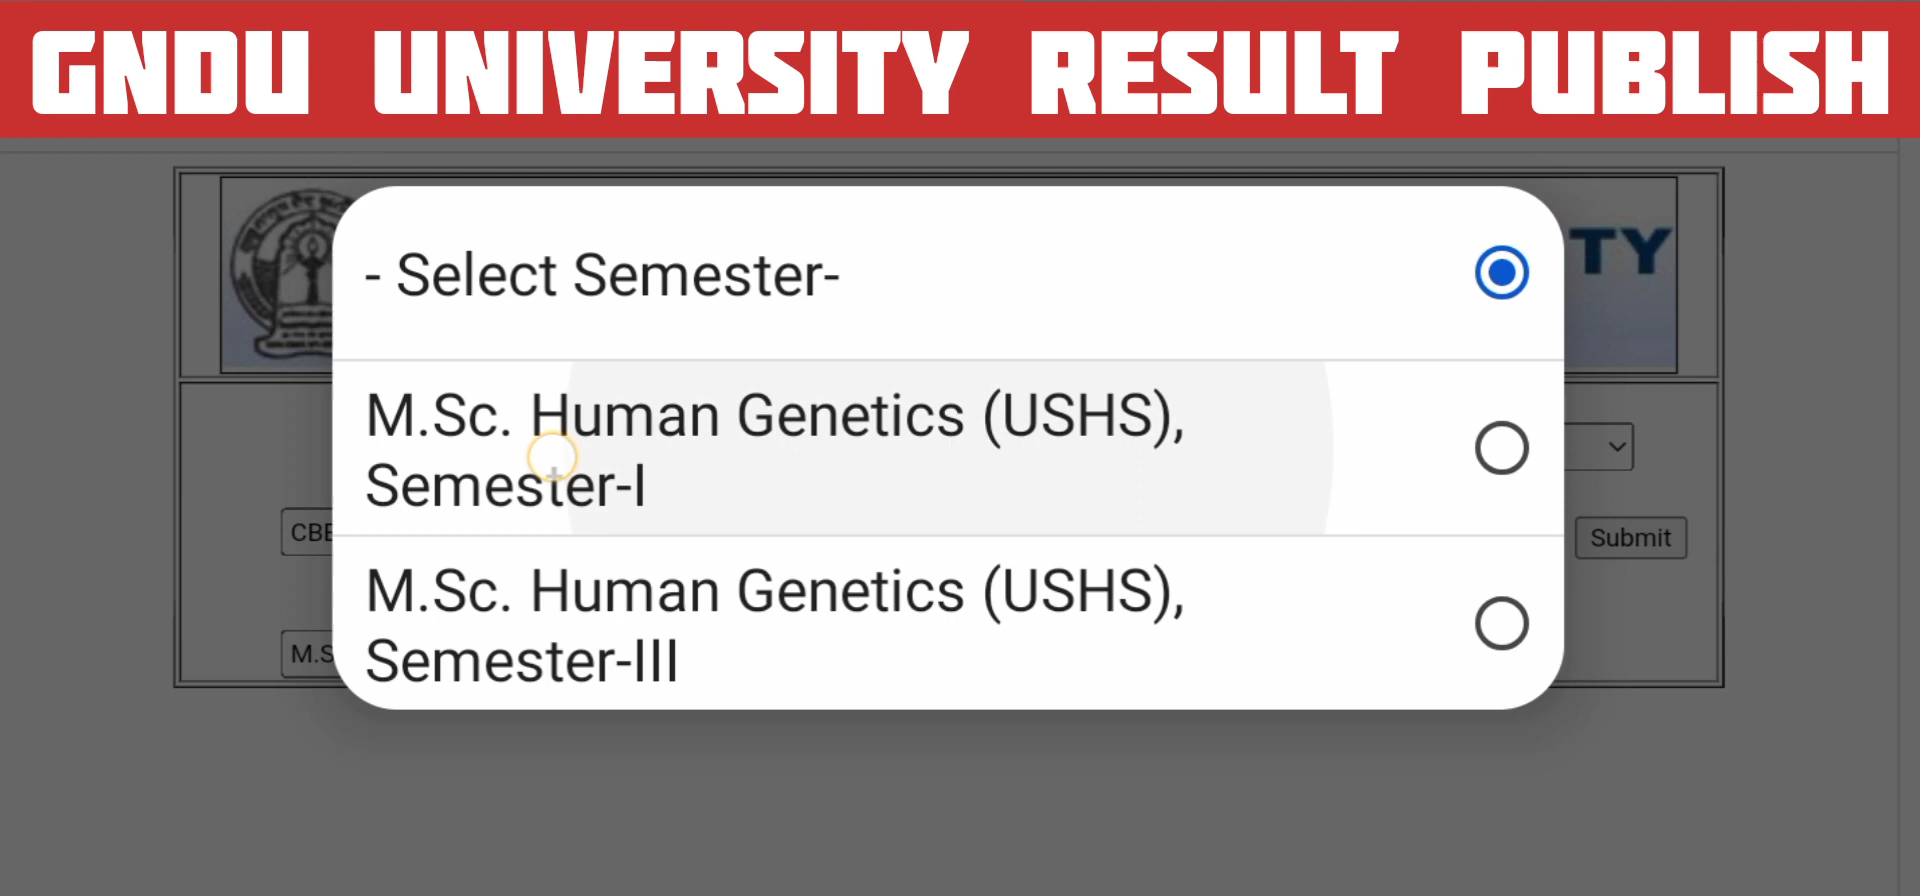 GNDU UNIVERSITY RESULT PUBLISH
TY
- Select Semester-
M.Sc. Human Genetics (USHS),
Semester-I
CBE
Submit
M.Sc. Human Genetics (USHS),
Semester-III
M.S